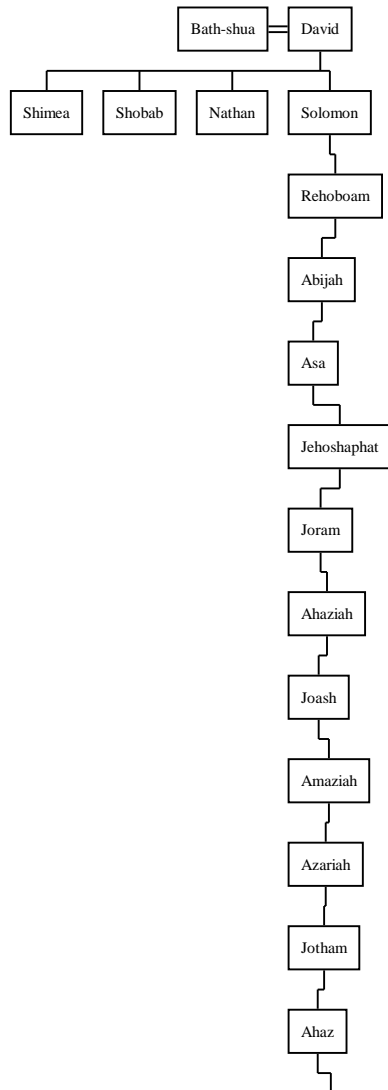 Bath-shua David
Shimea Shobab Nathan Solomon
Rehoboam
Abijah
Asa
Jehoshaphat
Joram
Ahaziah
Joash
Amaziah
Azariah
Jotham
Ahaz